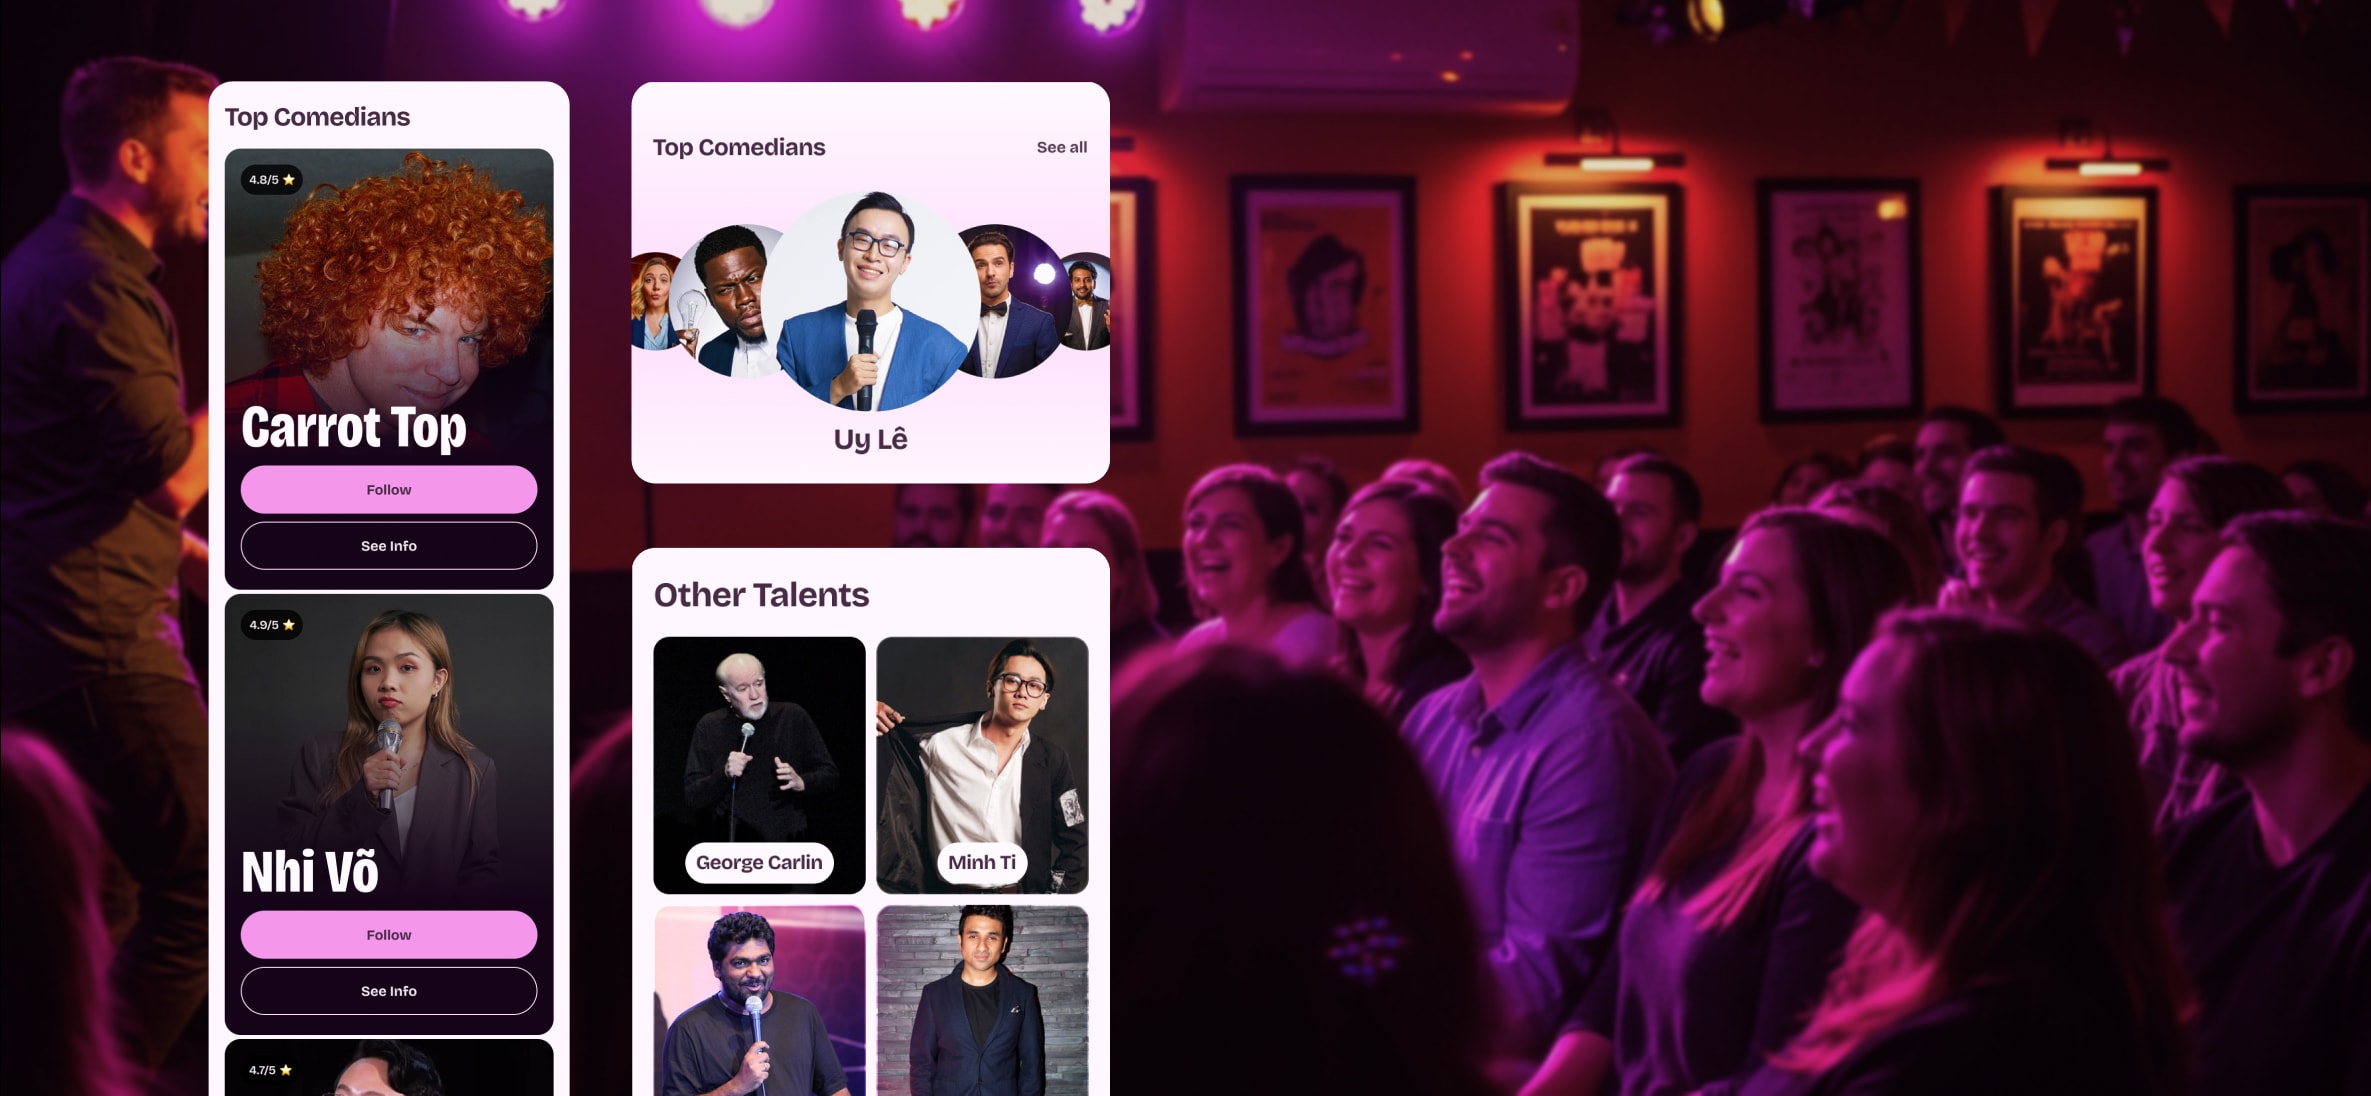 Top Comedians
4.8/5
Carrot Top
Follow
See Info
4.9/5
Nhi Võ
Follow
See Info
4.7/5
Top Comedians
See all
Uy Lê
Other Talents
George Carlin
Minh Ti